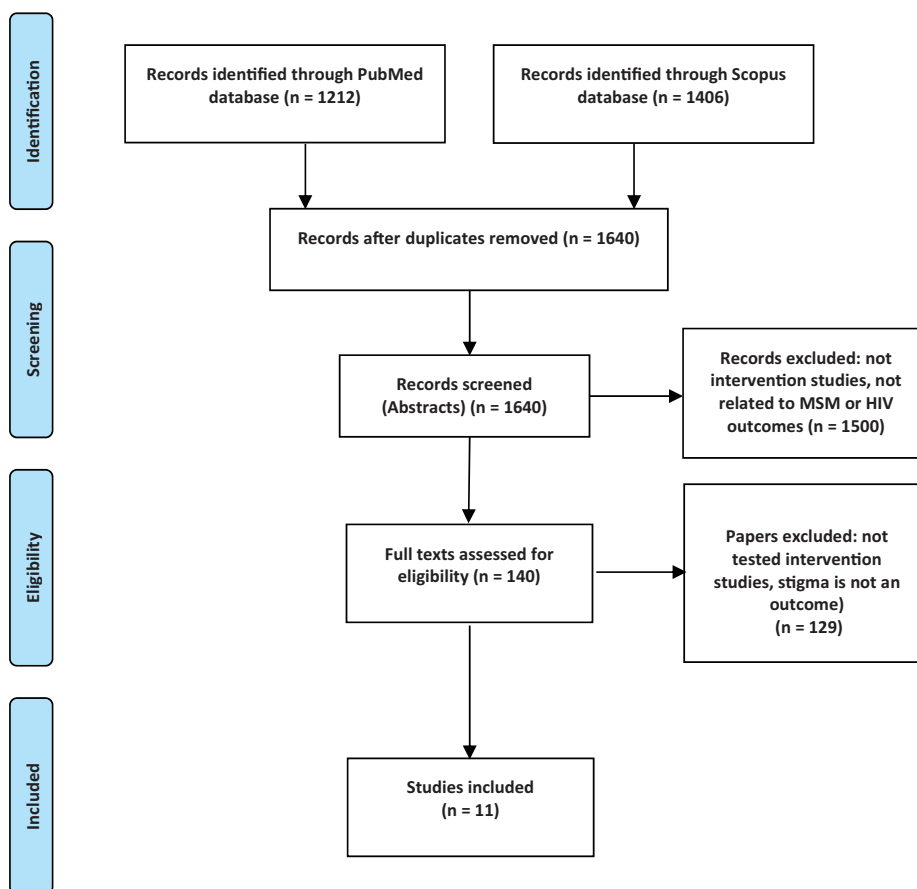 Identification
Records identified through PubMed
database (n = 1212)
Records identified through Scopus
database (n = 1406)
Records after duplicates removed (n = 1640)
Screening
Records screened
(Abstracts) (n = 1640)
Records excluded: not
intervention studies, not
related to MSM or HIV
outcomes (n = 1500)
Eligibility
Full texts assessed for
eligibility (n = 140)
Papers excluded: not
tested intervention
studies, stigma is not an
outcome)
(n = 129)
Included
Studies included
(n = 11)